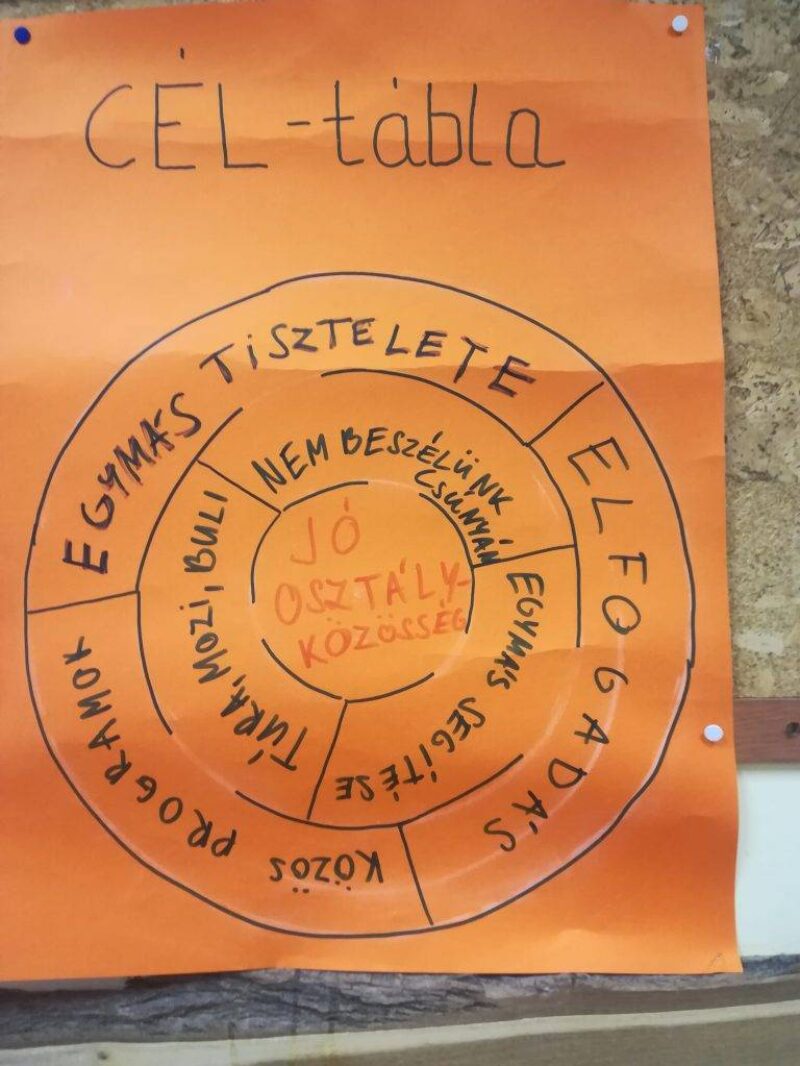 CÉL-tábla
EGYMÁS TISZTELETE
ELFOGADÁS
KÖZÖS PROGRAMOK
NEM BESZÉLÜNK
CSÚNYÁN
EGYMÁS SEGÍTÉSE
TÚRA, MOZI, BULI
JÓ
OSZTÁLY-
KÖZÖSSÉG